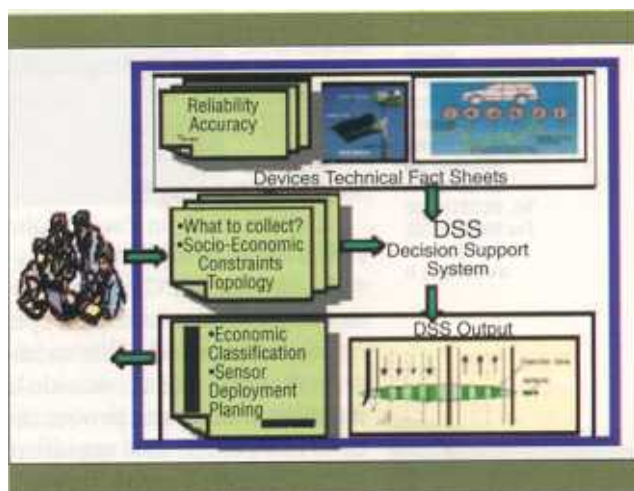 Reliability
Accuracy
Devices Technical Fact Sheets
•What to collect?
•Socio-Economic
Constraints
Topology
DSS
Decision Support
System
DSS Output
•Economic
Classification
•Sensor
Deployment
Planing